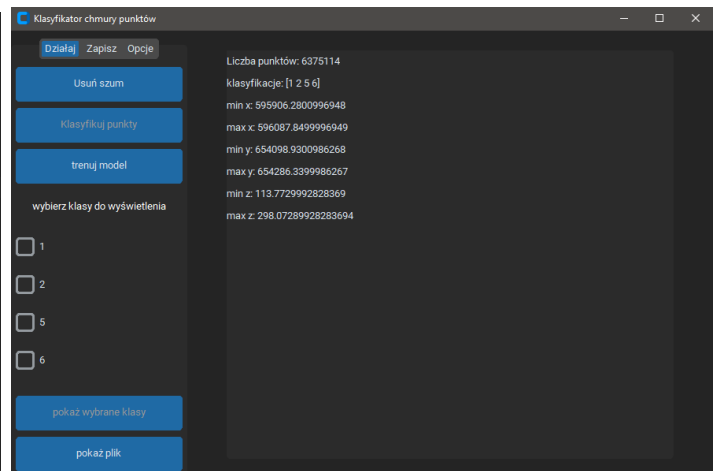 Klasyfikator chmury punktów
Działaj Zapisz Opcje
Usuń szum
Klasyfikuj punkty
trenuj model
wybierz klasy do wyświetlenia
1
2
5
6
pokaż wybrane klasy
pokaż plik
Liczba punktów: 6375114
klasyfikacje: [1 2 5 6]
min x: 595906.2800996948
max x: 596087.8499996949
min y: 654098.9300986268
max y: 654286.3399986267
min z: 113.7729992828369
max z: 298.07289928283694